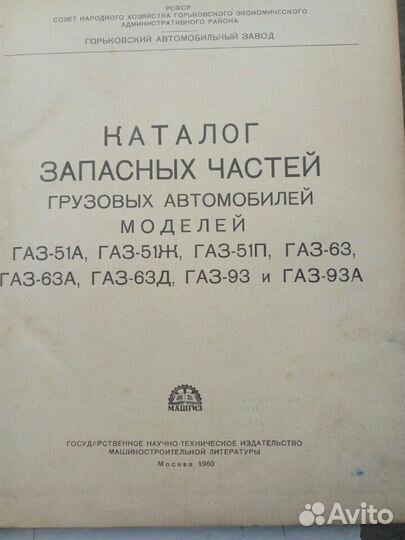 РСФСР
СОВЕТ НАРОДНОГО ХОЗЯЙСТВА ГОРЬКОВСКОГО ЭКОНОМИЧЕСКОГО
АДМИНИСТРАТИВНОГО РАЙОНА
ГОРЬКОВСКИЙ АВТОМОБИЛЬНЫЙ ЗАВОД
КАТАЛОГ
ЗАПАСНЫХ ЧАСТЕЙ
ГРУЗОВЫХ АВТОМОБИЛЕЙ
МОДЕЛЕЙ
ГАЗ-51А, ГАЗ-51Ж, ГАЗ-51П, ГАЗ-63,
ГАЗ-63А, ГАЗ-63Д, ГАЗ-93 и ГАЗ-93А
МАШГИЗ
ГОСУДАРСТВЕННОЕ НАУЧНО-ТЕХНИЧЕСКОЕ ИЗДАТЕЛЬСТВО
МАШИНОСТРОИТЕЛЬНОЙ ЛИТЕРАТУРЫ
Москва 1960
Avito